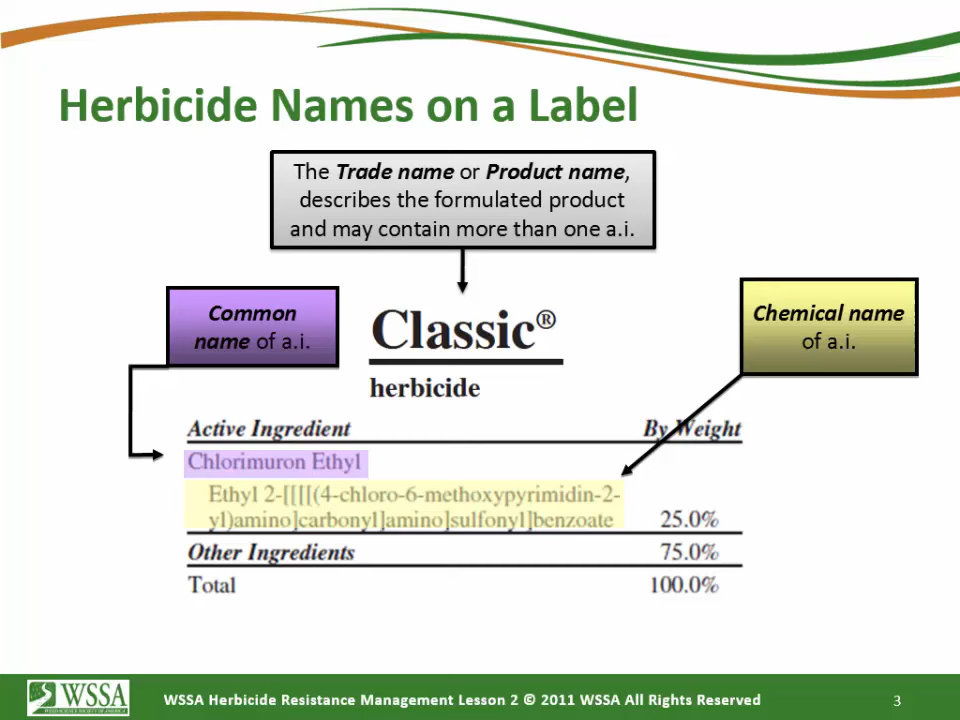 Herbicide Names on a Label
The Trade name or Product name,
describes the formulated product
and may contain more than one a.i.
Common
name of a.i.
Chemical name
of a.i.
Classic®
herbicide
Active Ingredient By Weight
Chlorimuron Ethyl
Ethyl 2-[[[[(4-chloro-6-methoxypyrimidin-2-
yl)amino]carbonyl]amino]sulfonyl]benzoate 25.0%
Other Ingredients 75.0%
Total 100.0%
WSSA
WSSA Herbicide Resistance Management Lesson 2 © 2011 WSSA All Rights Reserved
3